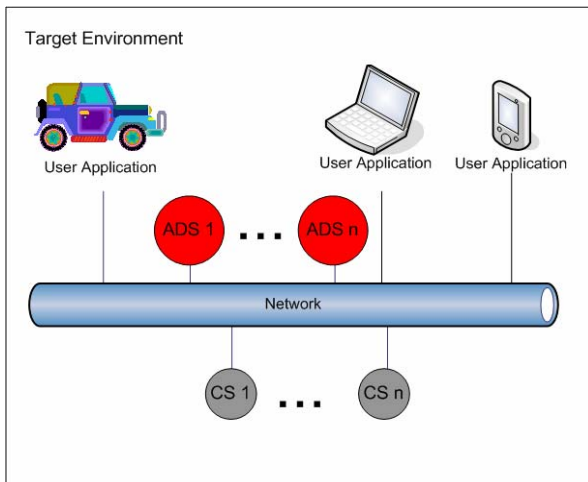 Target Environment
User Application
User Application
User Application
ADS 1
ADS n
Network
CS 1
CS n